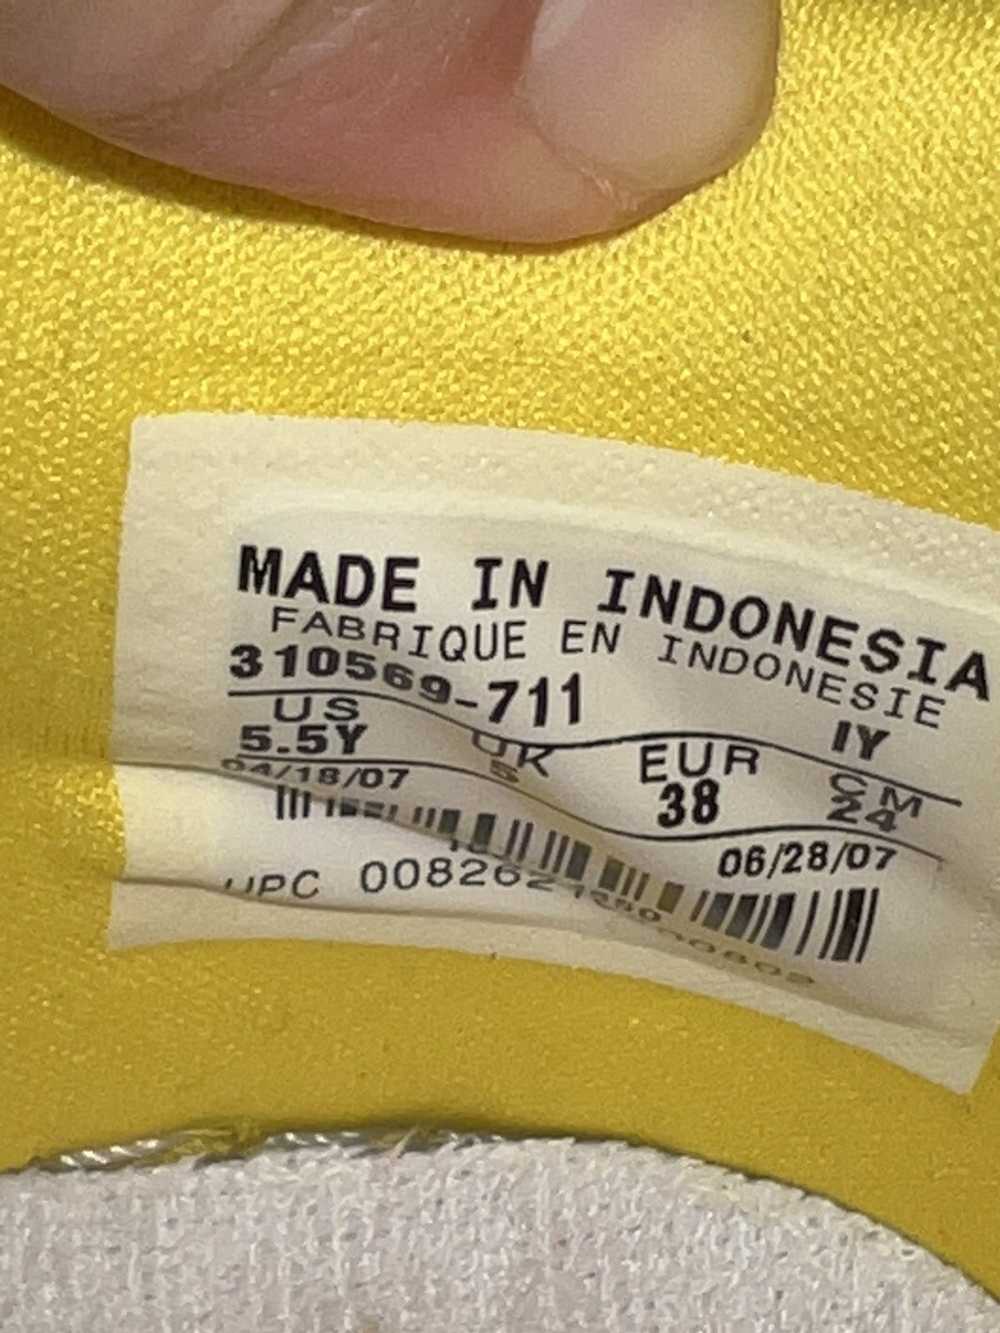 MADE IN INDONESIA
FABRIQUE EN INDONESIE
310569-711 IY
US UK EUR CM
5.5Y 5 38 24
04/18/07 06/28/07
UPC